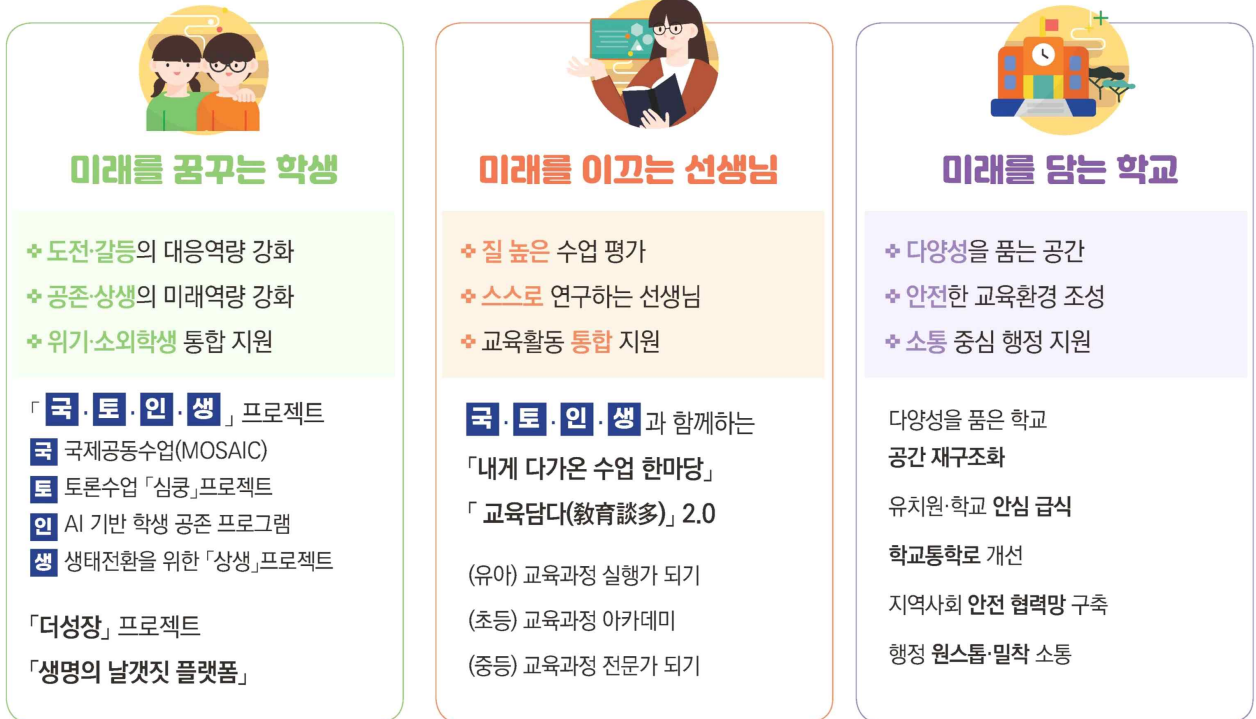 미래를 꿈꾸는 학생
도전·갈등의 대응역량 강화
공존·상생의 미래역량 강화
위기·소외학생 통합 지원
「국·토·인·생」 프로젝트
국 국제공동수업(MOSAIC)
토 토론수업 「심쿵」프로젝트
인 AI 기반 학생 공존 프로그램
생 생태전환을 위한 「상생」프로젝트
「더성장」 프로젝트
「생명의 날갯짓 플랫폼」
미래를 이끄는 선생님
질 높은 수업 평가
스스로 연구하는 선생님
교육활동 통합 지원
국·토·인·생과 함께하는
「내게 다가온 수업 한마당」
「 교육담다(敎育談多)」 2.0
(유아) 교육과정 실행가 되기
(초등) 교육과정 아카데미
(중등) 교육과정 전문가 되기
미래를 담는 학교
다양성을 품는 공간
안전한 교육환경 조성
소통 중심 행정 지원
다양성을 품은 학교
공간 재구조화
유치원·학교 안심 급식
학교통학로 개선
지역사회 안전 협력망 구축
행정 원스톱·밀착 소통